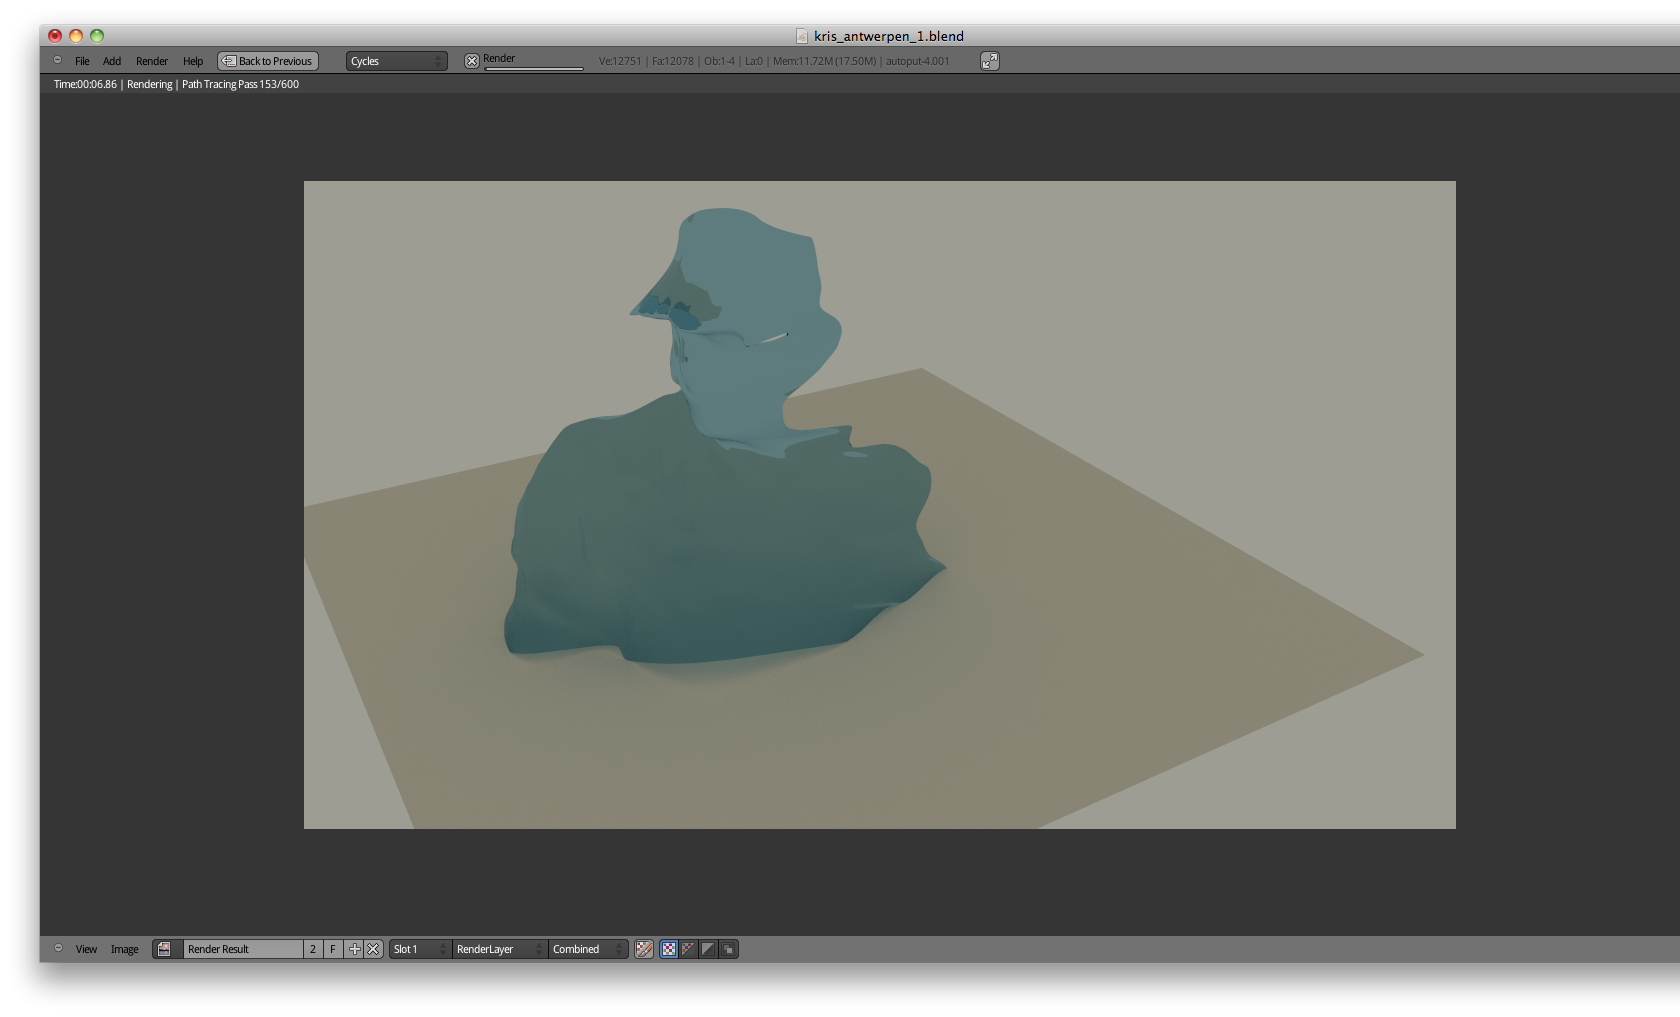 kris_antwerpen_1.blend
File Add Render Help Back to Previous Cycles Render Ve:12751 | Fa:12078 | Ob:1-4 | La:0 | Mem:11.72M (17.50M) | autoput-4.001
Time:00:06.86 | Rendering | Path Tracing Pass 153/600
View Image Render Result 2 F Slot 1 RenderLayer Combined